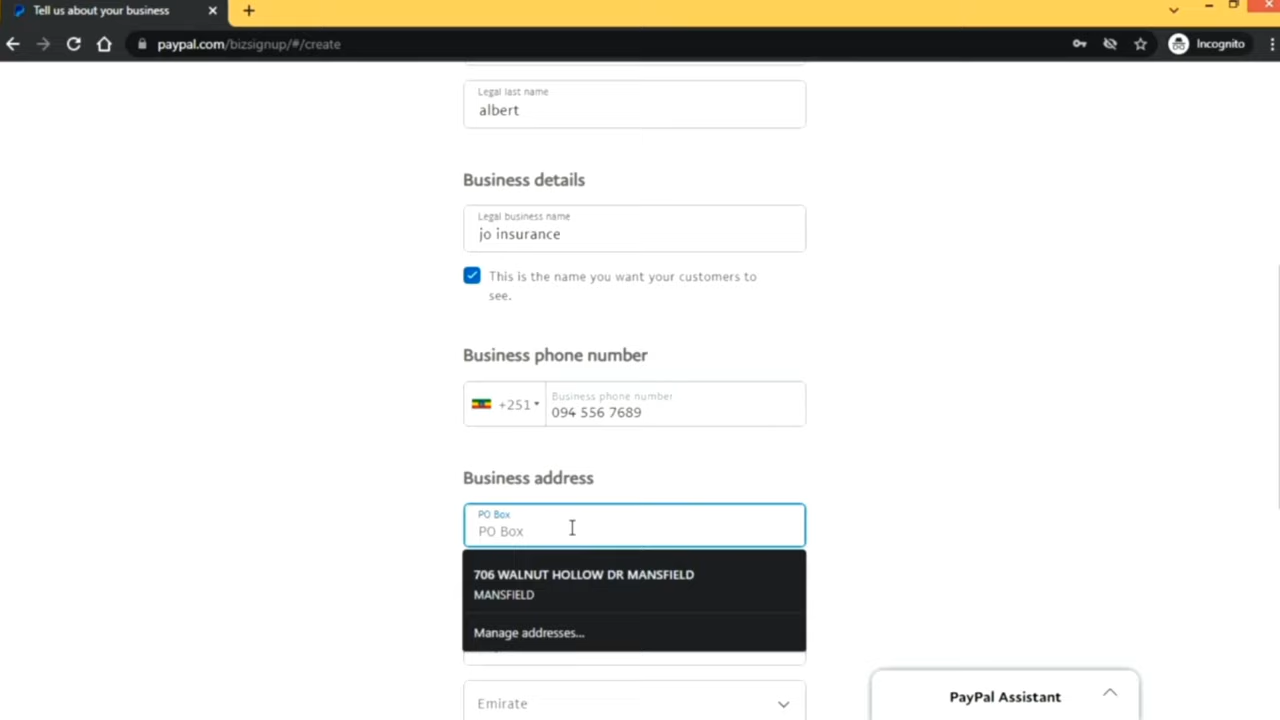 Tell us about your business
paypal.com/bizsignup/#/create
Incognito
Legal last name
albert
Business details
Legal business name
jo insurance
This is the name you want your customers to
see.
Business phone number
+251
Business phone number
094 556 7689
Business address
PO Box
PO Box
706 WALNUT HOLLOW DR MANSFIELD
MANSFIELD
Manage addresses...
Emirate
PayPal Assistant